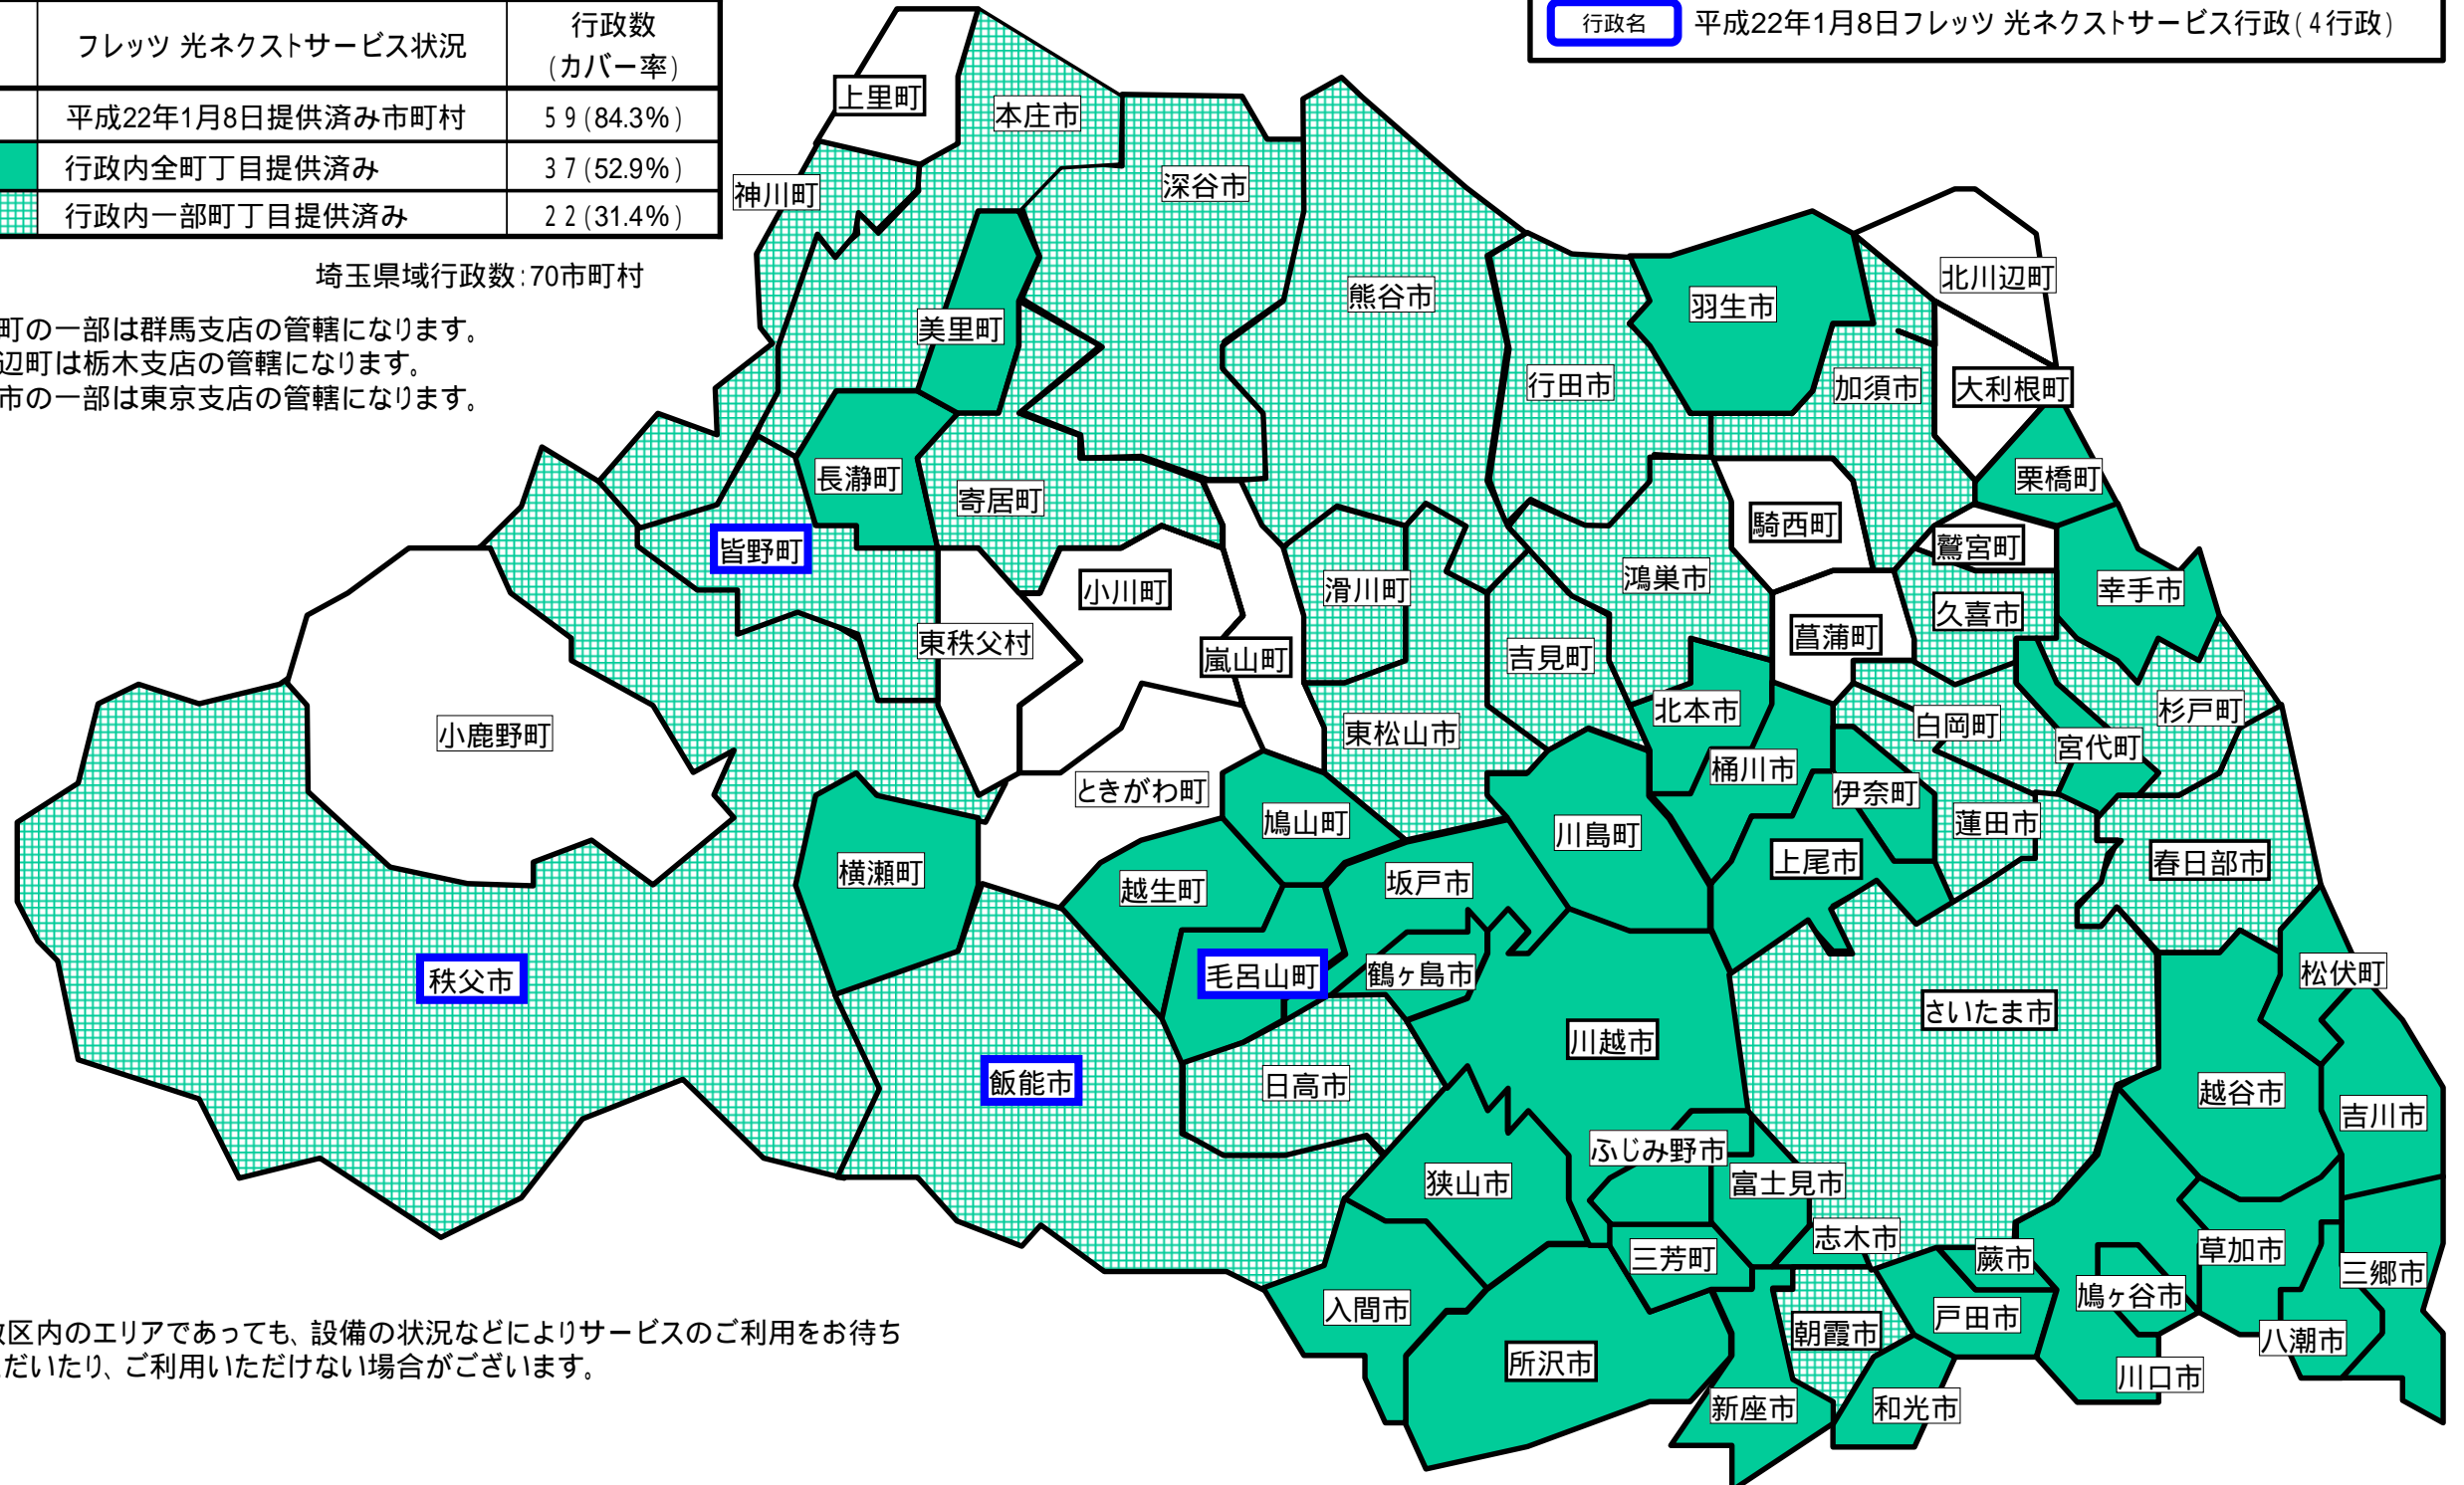 フレッツ 光ネクストサービス状況
行政数
(カバー率)
平成22年1月8日提供済み市町村
59(84.3%)
行政内全町丁目提供済み
37(52.9%)
行政内一部町丁目提供済み
22(31.4%)
埼玉県域行政数:70市町村
町の一部は群馬支店の管轄になります。
辺町は栃木支店の管轄になります。
市の一部は東京支店の管轄になります。
行政名
平成22年1月8日フレッツ 光ネクストサービス行政(4行政)
上里町
本庄市
神川町
深谷市
美里町
熊谷市
羽生市
北川辺町
行田市
加須市
大利根町
長瀞町
寄居町
栗橋町
皆野町
騎西町
鷲宮町
小川町
滑川町
鴻巣市
幸手市
東秩父村
嵐山町
吉見町
菖蒲町
久喜市
小鹿野町
東松山市
北本市
白岡町
杉戸町
宮代町
ときがわ町
鳩山町
川島町
桶川市
伊奈町
蓮田市
横瀬町
越生町
坂戸市
上尾市
春日部市
秩父市
毛呂山町
鶴ヶ島市
松伏町
さいたま市
川越市
飯能市
日高市
越谷市
吉川市
ふじみ野市
狭山市
富士見市
志木市
三芳町
蕨市
草加市
三郷市
入間市
鳩ヶ谷市
戸田市
朝霞市
八潮市
所沢市
川口市
新座市
和光市
区内のエリアであっても、設備の状況などによりサービスのご利用をお待ち
だいたり、ご利用いただけない場合がございます。